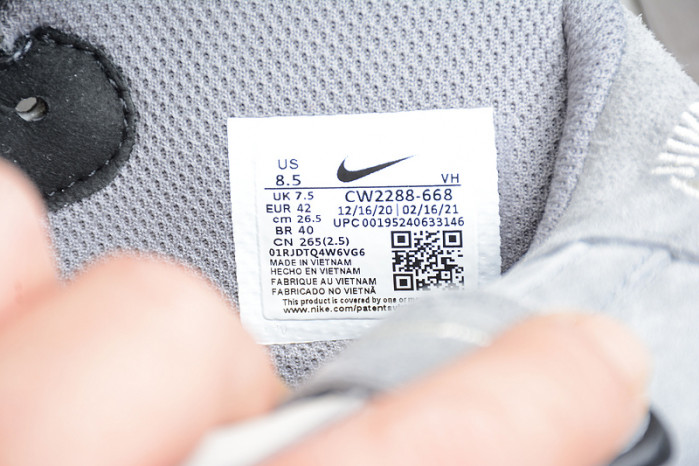 US
8.5 VH
UK 7.5 CW2288-668
EUR 42 12/16/20 | 02/16/21
cm 26.5 UPC 00195240633146
BR 40
CN 265(2.5)
01RJDTQ4W6VG6
MADE IN VIETNAM
HECHO EN VIETNAM
FABRIQUE AU VIETNAM
FABRICADO NO VIETNÃ
This product is covered by one or
www.nike.com/patents